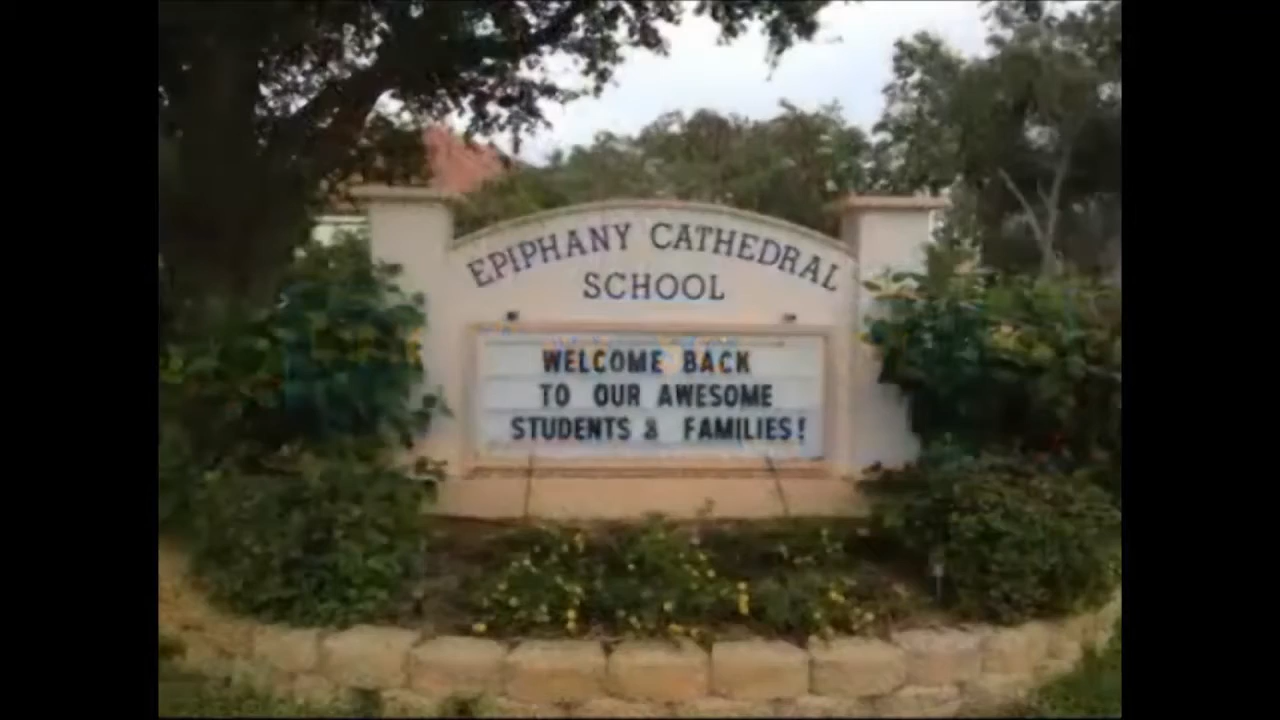 EPIPHANY CATHEDRAL
SCHOOL
WELCOME BACK
TO OUR AWESOME
STUDENTS & FAMILIES!